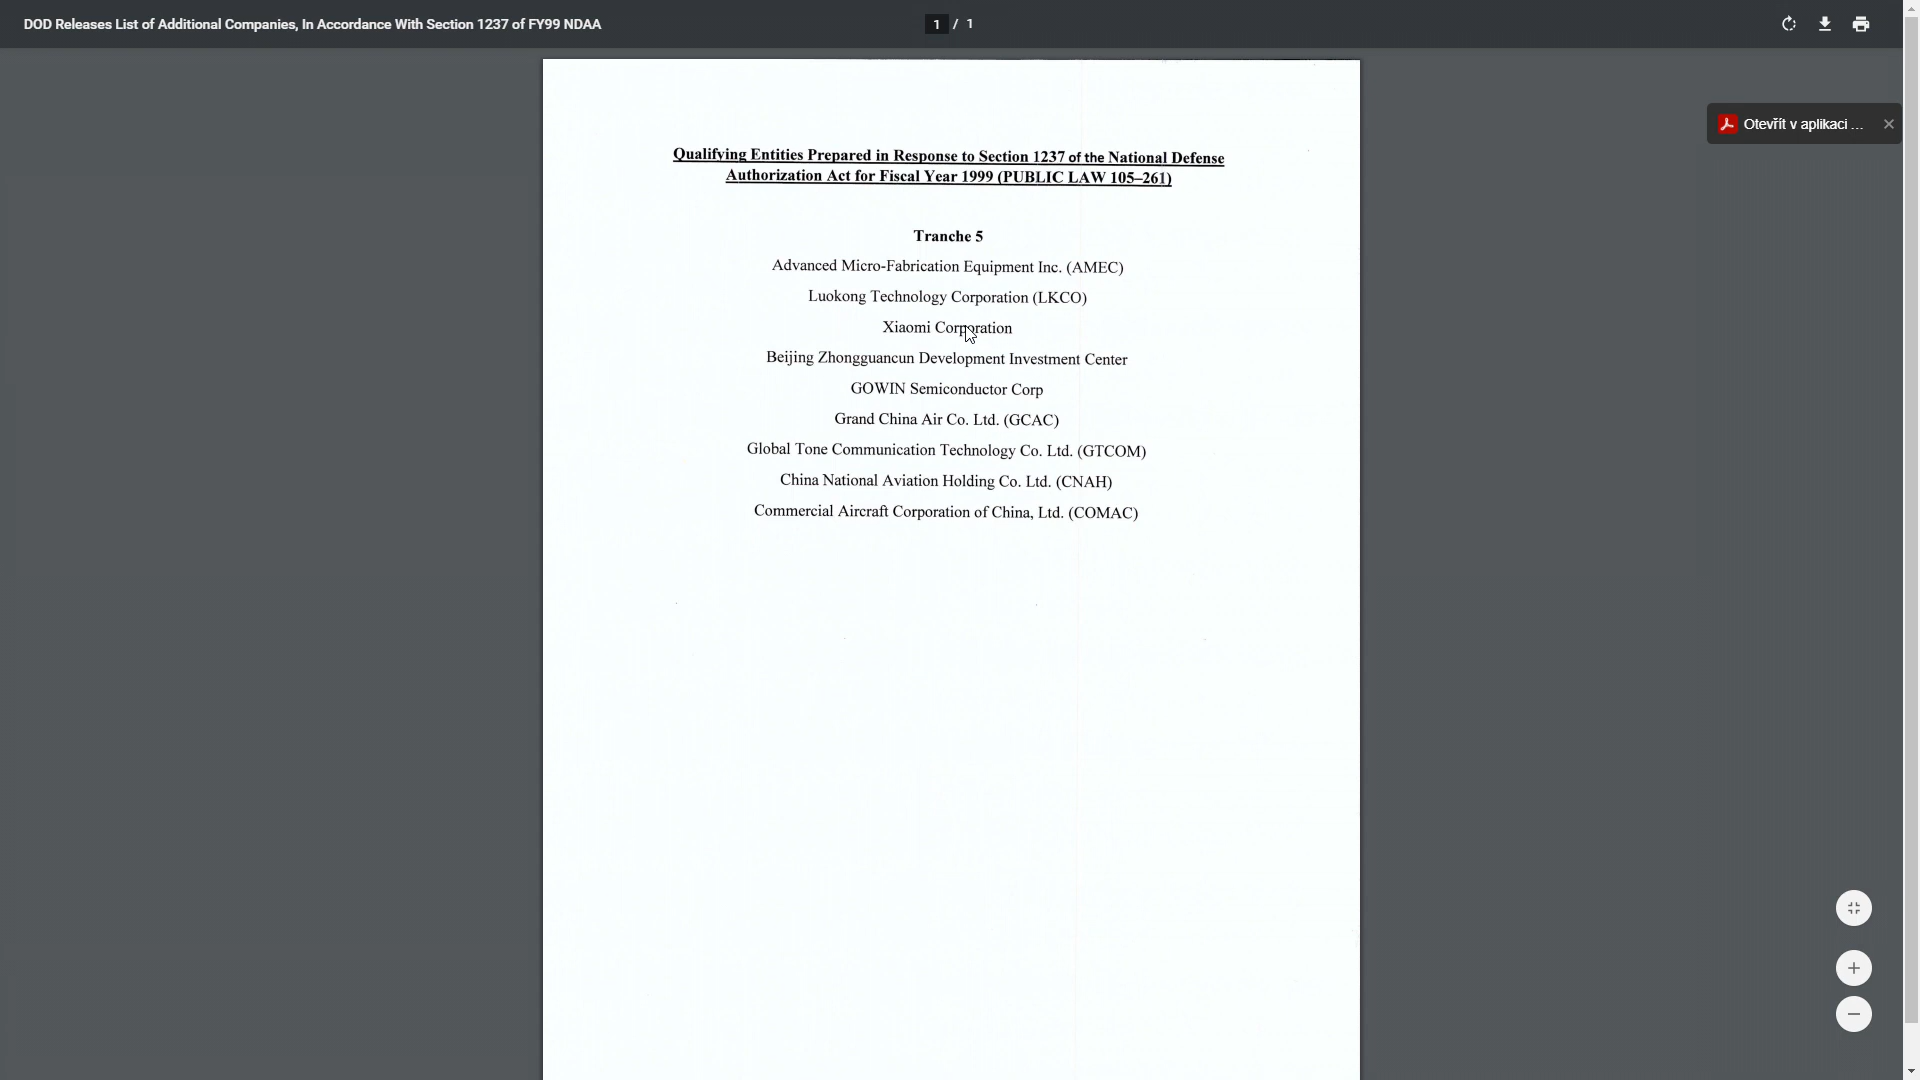 DOD Releases List of Additional Companies, In Accordance With Section 1237 of FY99 NDAA
1 / 1
Otevřít v aplikaci ...
Qualifying Entities Prepared in Response to Section 1237 of the National Defense
Authorization Act for Fiscal Year 1999 (PUBLIC LAW 105–261)
Tranche 5
Advanced Micro-Fabrication Equipment Inc. (AMEC)
Luokong Technology Corporation (LKCO)
Xiaomi Corporation
Beijing Zhongguancun Development Investment Center
GOWIN Semiconductor Corp
Grand China Air Co. Ltd. (GCAC)
Global Tone Communication Technology Co. Ltd. (GTCOM)
China National Aviation Holding Co. Ltd. (CNAH)
Commercial Aircraft Corporation of China, Ltd. (COMAC)